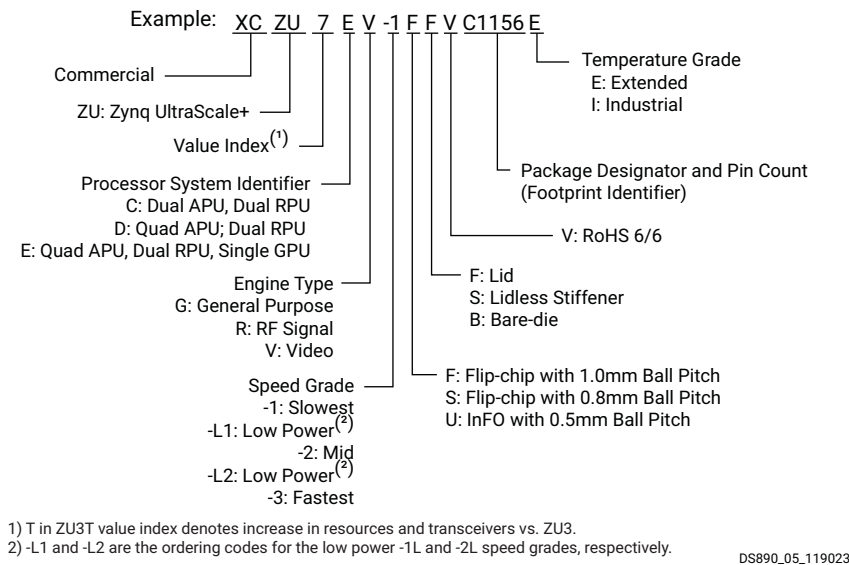 Example: XC ZU 7 E V -1 F F V C1156 E
Commercial
ZU: Zynq UltraScale+
Value Index(1)
Processor System Identifier
C: Dual APU, Dual RPU
D: Quad APU; Dual RPU
E: Quad APU, Dual RPU, Single GPU
Engine Type
G: General Purpose
R: RF Signal
V: Video
Speed Grade
-1: Slowest
-L1: Low Power(2)
-2: Mid
-L2: Low Power(2)
-3: Fastest
Temperature Grade
E: Extended
I: Industrial
Package Designator and Pin Count
(Footprint Identifier)
V: RoHS 6/6
F: Lid
S: Lidless Stiffener
B: Bare-die
F: Flip-chip with 1.0mm Ball Pitch
S: Flip-chip with 0.8mm Ball Pitch
U: InFO with 0.5mm Ball Pitch
1) T in ZU3T value index denotes increase in resources and transceivers vs. ZU3.
2) -L1 and -L2 are the ordering codes for the low power -1L and -2L speed grades, respectively.
DS890_05_119023